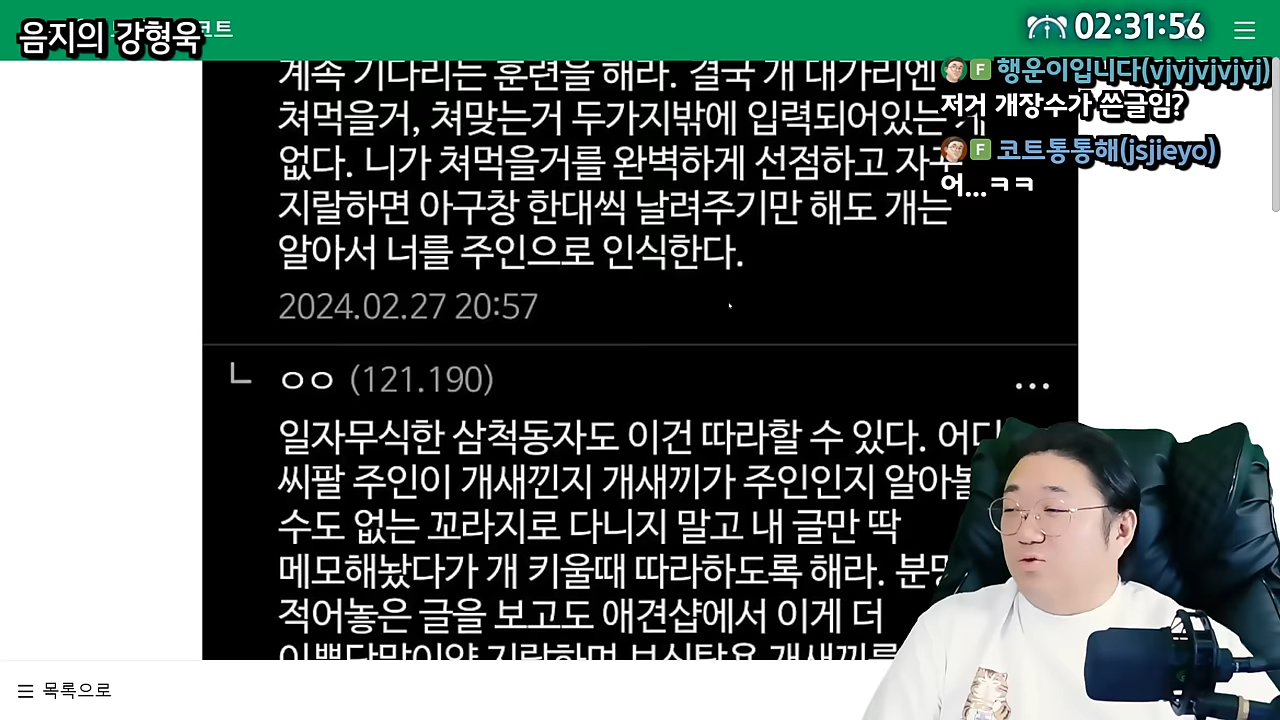 음지의 강형욱
코트
02:31:56
행운이입니다(vjvjvjvjvj)
저거 개장수가 쓴글임?
코트통통해(jsjieyo)
어...ㅋㅋ
계속 기다리는 훈련을 해라. 결국 개 대가리엔
쳐먹을거, 쳐맞는거 두가지밖에 입력되어있는
없다. 니가 쳐먹을거를 완벽하게 선점하고 자꾸
지랄하면 아구창 한대씩 날려주기만 해도 개는
알아서 너를 주인으로 인식한다.
2024.02.27 20:57
ㅇㅇ (121.190)
일자무식한 삼척동자도 이건 따라할 수 있다. 어디
씨팔 주인이 개새낀지 개새끼가 주인인지 알아볼
수도 없는 꼬라지로 다니지 말고 내 글만 딱
메모해놨다가 개 키울때 따라하도록 해라. 분명
적어놓은 글을 보고도 애견샵에서 이게 더
목록으로